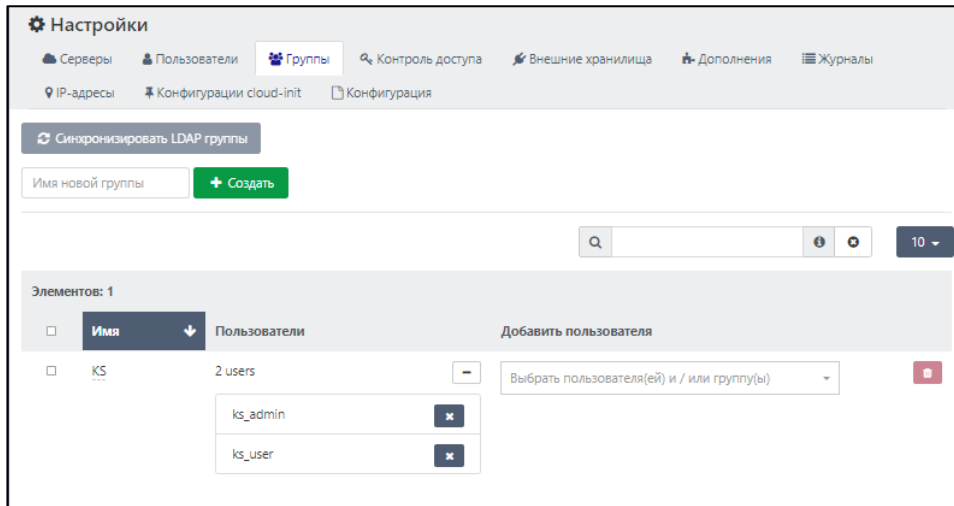 Настройки
Серверы Пользователи Группы Контроль доступа Внешние хранилища Дополнения Журналы
IP-адресы Конфигурации cloud-init Конфигурация
Синхронизировать LDAP группы
Имя новой группы Создать
10
Элементов: 1
Имя Пользователи Добавить пользователя
KS 2 users Выбрать пользователя(ей) и / или группу(ы)
ks_admin
ks_user